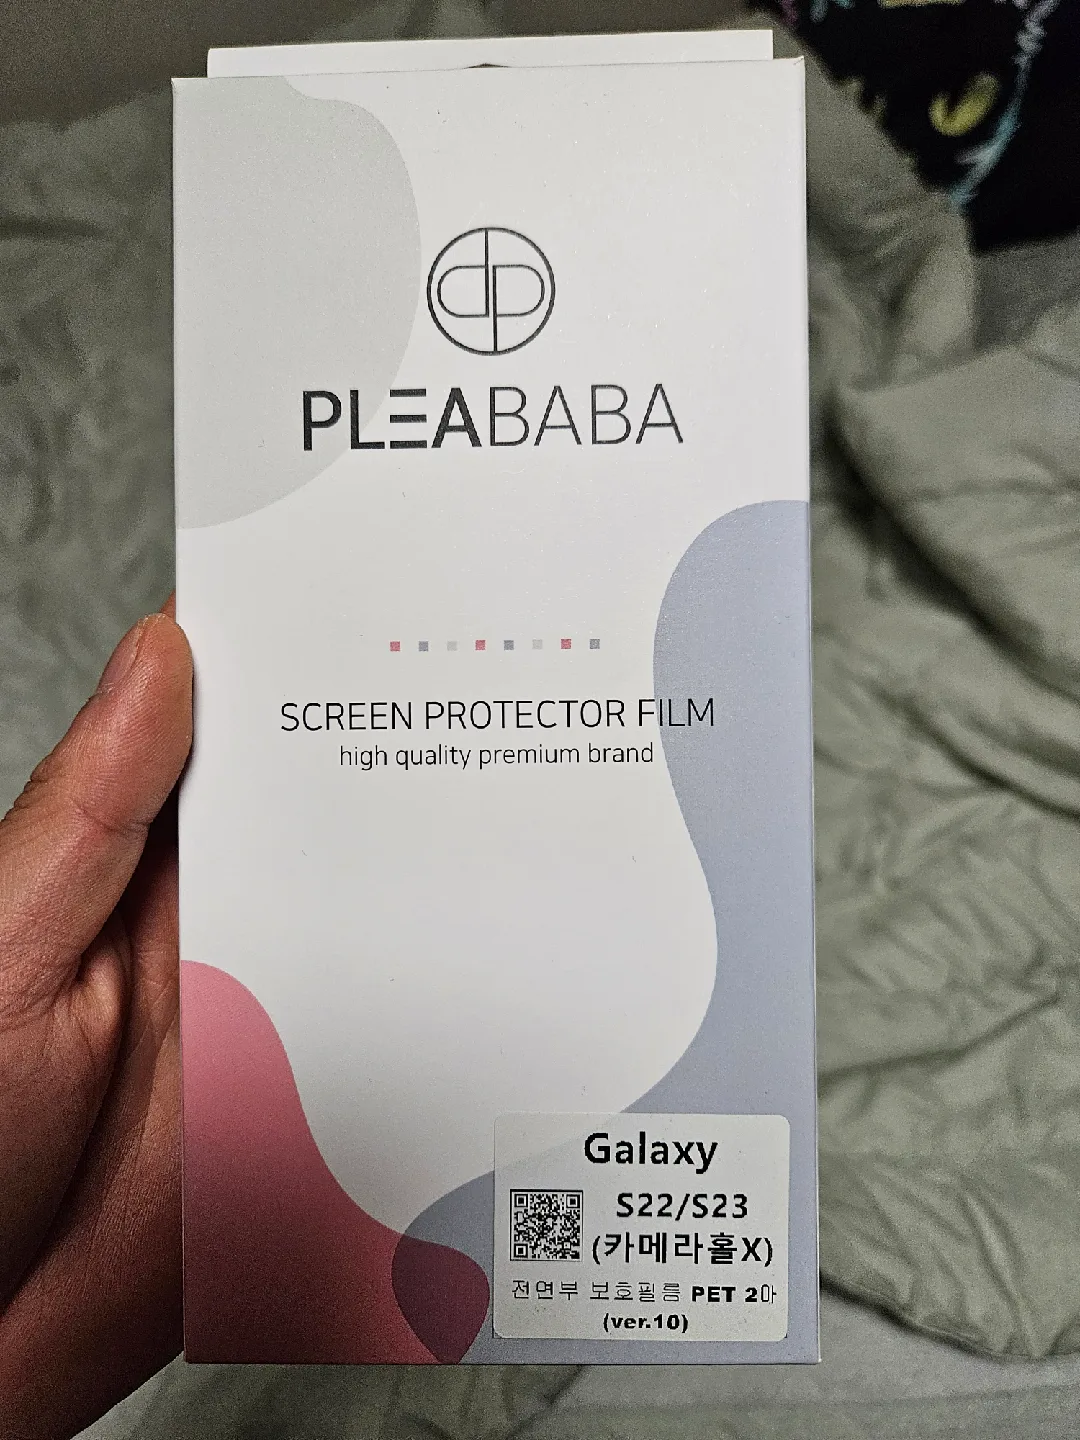 dp
PLEABABA
SCREEN PROTECTOR FILM
high quality premium brand
Galaxy
S22/S23
(카메라홀X)
전면부 보호필름 PET 2매
(ver.10)